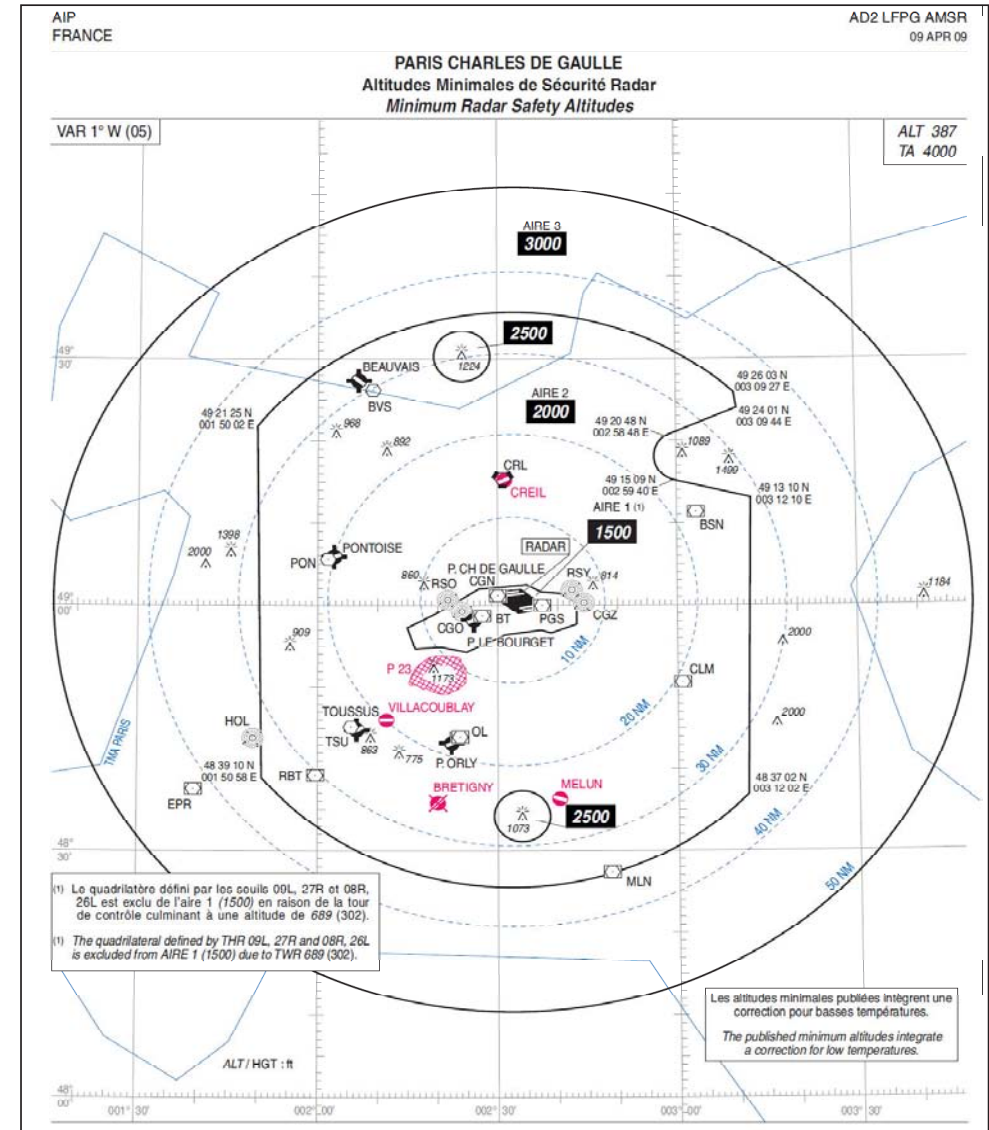 AIP
FRANCE
AD2 LFPG AMSR
09 APR 09
PARIS CHARLES DE GAULLE
Altitudes Minimales de Sécurité Radar
Minimum Radar Safety Altitudes
VAR 1° W (05)
ALT 387
TA 4000
AIRE 3
3000
2500
1224
49°
30'
BEAUVAIS
BVS
AIRE 2
2000
49 26 03 N
003 09 27 E
49 24 01 N
003 09 44 E
49 21 25 N
001 50 02 E
49 20 48 N
002 58 48 E
968
892
1089
1499
CRL
CREIL
49 15 09 N
002 59 40 E
49 13 10 N
003 12 10 E
AIRE 1 (1)
1500
BSN
1398
2000
PON
PONTOISE
RADAR
P. CH DE GAULLE
860
RSO
CGN
RSY
814
1184
49°
00'
CGO
BT
PGS
CGZ
P. LE BOURGET
909
2000
10 NM
P 23
1173
CLM
VILLACOUBLAY
TOUSSUS
TSU
863
775
OL
P. ORLY
20 NM
2000
HOL
TMA PARIS
30 NM
48 39 10 N
001 50 58 E
RBT
EPR
BRETIGNY
MELUN
48 37 02 N
003 12 02 E
1073
2500
40 NM
48°
30'
MLN
50 NM
(1) Le quadrilatère défini par les seuils 09L, 27R et 08R,
26L est exclu de l'aire 1 (1500) en raison de la tour
de contrôle culminant à une altitude de 689 (302).
(1) The quadrilateral defined by THR 09L, 27R and 08R, 26L
is excluded from AIRE 1 (1500) due to TWR 689 (302).
Les altitudes minimales publiées intègrent une
correction pour basses températures.
The published minimum altitudes integrate
a correction for low temperatures.
ALT / HGT : ft
48°
00'
001° 30'
002° 00'
002° 30'
003° 00'
003° 30'